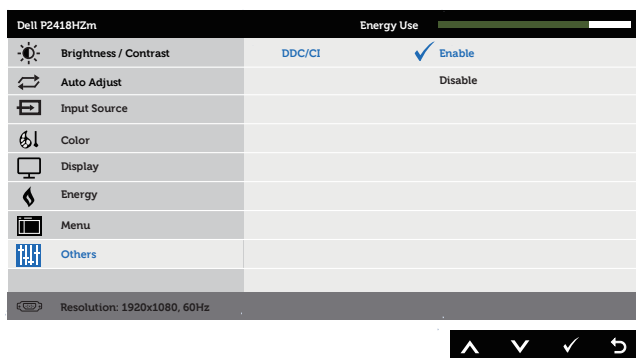 Dell P2418HZm Energy Use
Brightness / Contrast DDC/CI Enable
Auto Adjust Disable
Input Source
Color
Display
Energy
Menu
Others
Resolution: 1920x1080, 60Hz